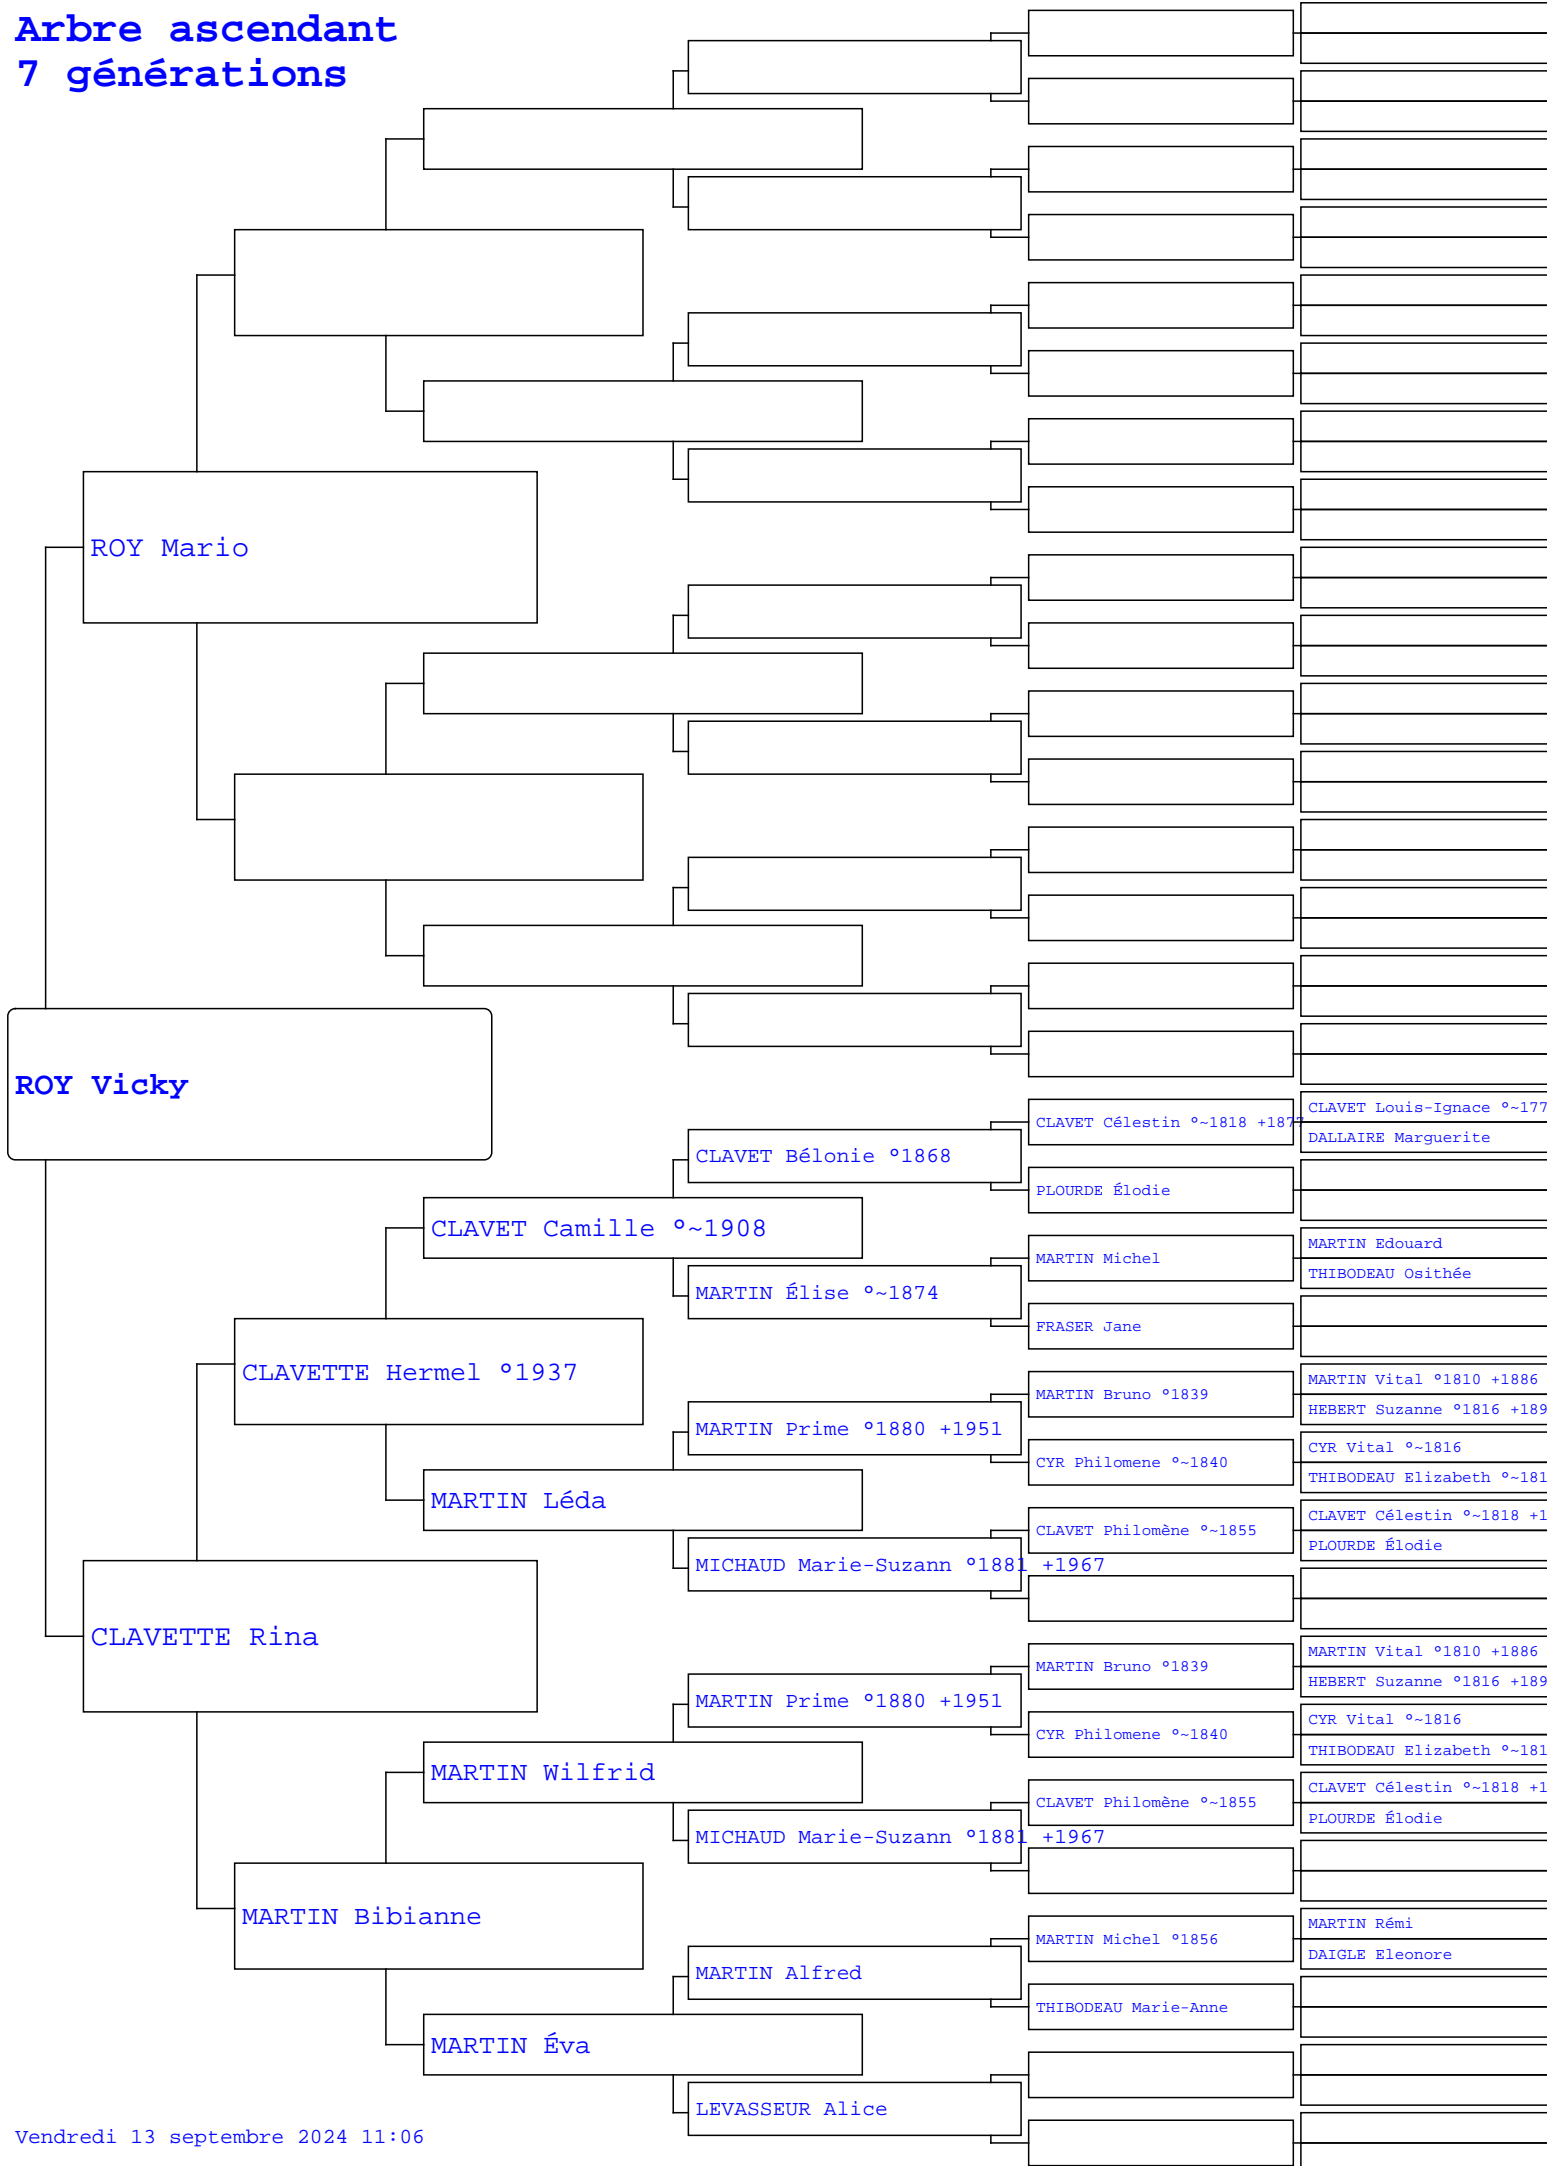 Arbre ascendant
7 générations
ROY Mario
ROY Vicky
CLAVET Célestin °~1818 +1877
CLAVET Louis-Ignace °~177
DALLAIRE Marguerite
CLAVET Bélonie °1868
PLOURDE Élodie
CLAVET Camille °~1908
MARTIN Michel
MARTIN Edouard
THIBODEAU Osithée
MARTIN Élise °~1874
FRASER Jane
CLAVETTE Hermel °1937
MARTIN Bruno °1839
MARTIN Vital °1810 +1886
HEBERT Suzanne °1816 +189
MARTIN Prime °1880 +1951
CYR Philomene °~1840
CYR Vital °~1816
THIBODEAU Elizabeth °~181
MARTIN Léda
CLAVET Philomène °~1855
CLAVET Célestin °~1818 +1
PLOURDE Élodie
MICHAUD Marie-Suzann °1881 +1967
CLAVETTE Rina
MARTIN Bruno °1839
MARTIN Vital °1810 +1886
HEBERT Suzanne °1816 +189
MARTIN Prime °1880 +1951
CYR Philomene °~1840
CYR Vital °~1816
THIBODEAU Elizabeth °~181
MARTIN Wilfrid
CLAVET Philomène °~1855
CLAVET Célestin °~1818 +1
PLOURDE Élodie
MICHAUD Marie-Suzann °1881 +1967
MARTIN Bibianne
MARTIN Michel °1856
MARTIN Rémi
DAIGLE Eleonore
MARTIN Alfred
THIBODEAU Marie-Anne
MARTIN Éva
LEVASSEUR Alice
Vendredi 13 septembre 2024 11:06